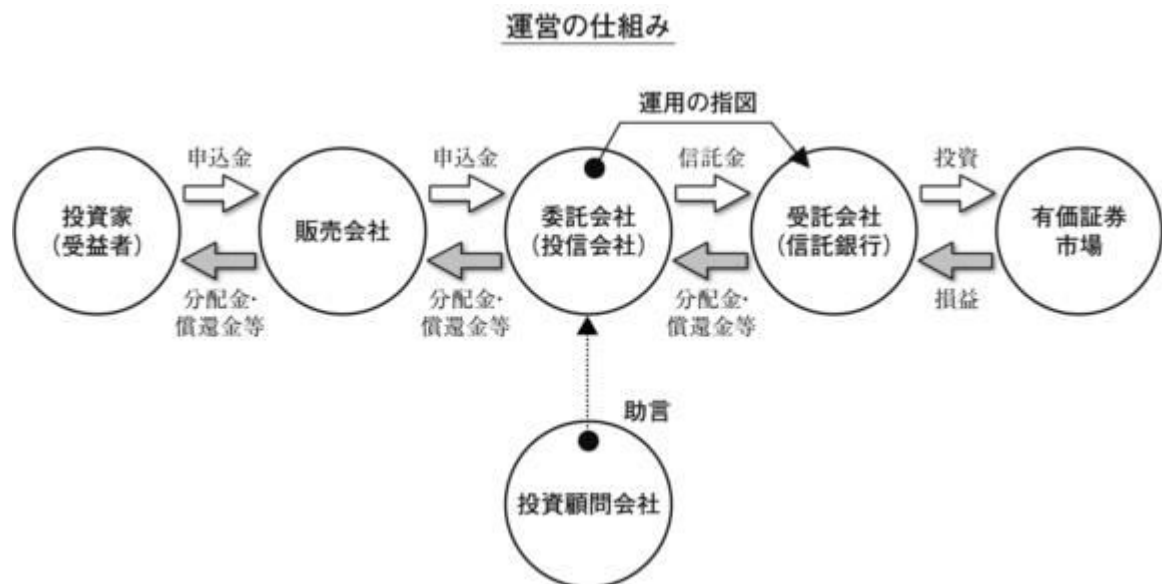 運営の仕組み
運用の指図
申込金
申込金
信託金
投資
投資家
(受益者)
販売会社
委託会社
(投信会社)
受託会社
(信託銀行)
有価証券
市場
分配金・
償還金等
分配金・
償還金等
分配金・
償還金等
損益
助言
投資顧問会社